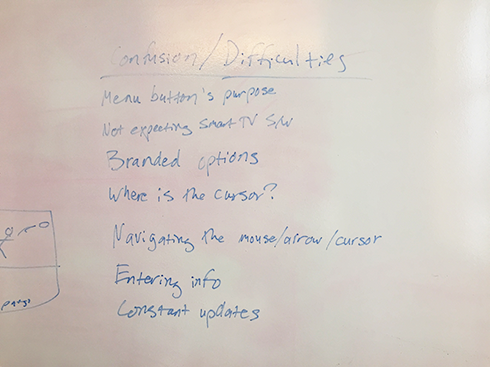 Confusion/Difficulties
Menu button's purpose
Not expecting Smart TV S/W
Branded options
Where is the cursor?
Navigating the mouse/arrow/cursor
Entering info
Constant updates